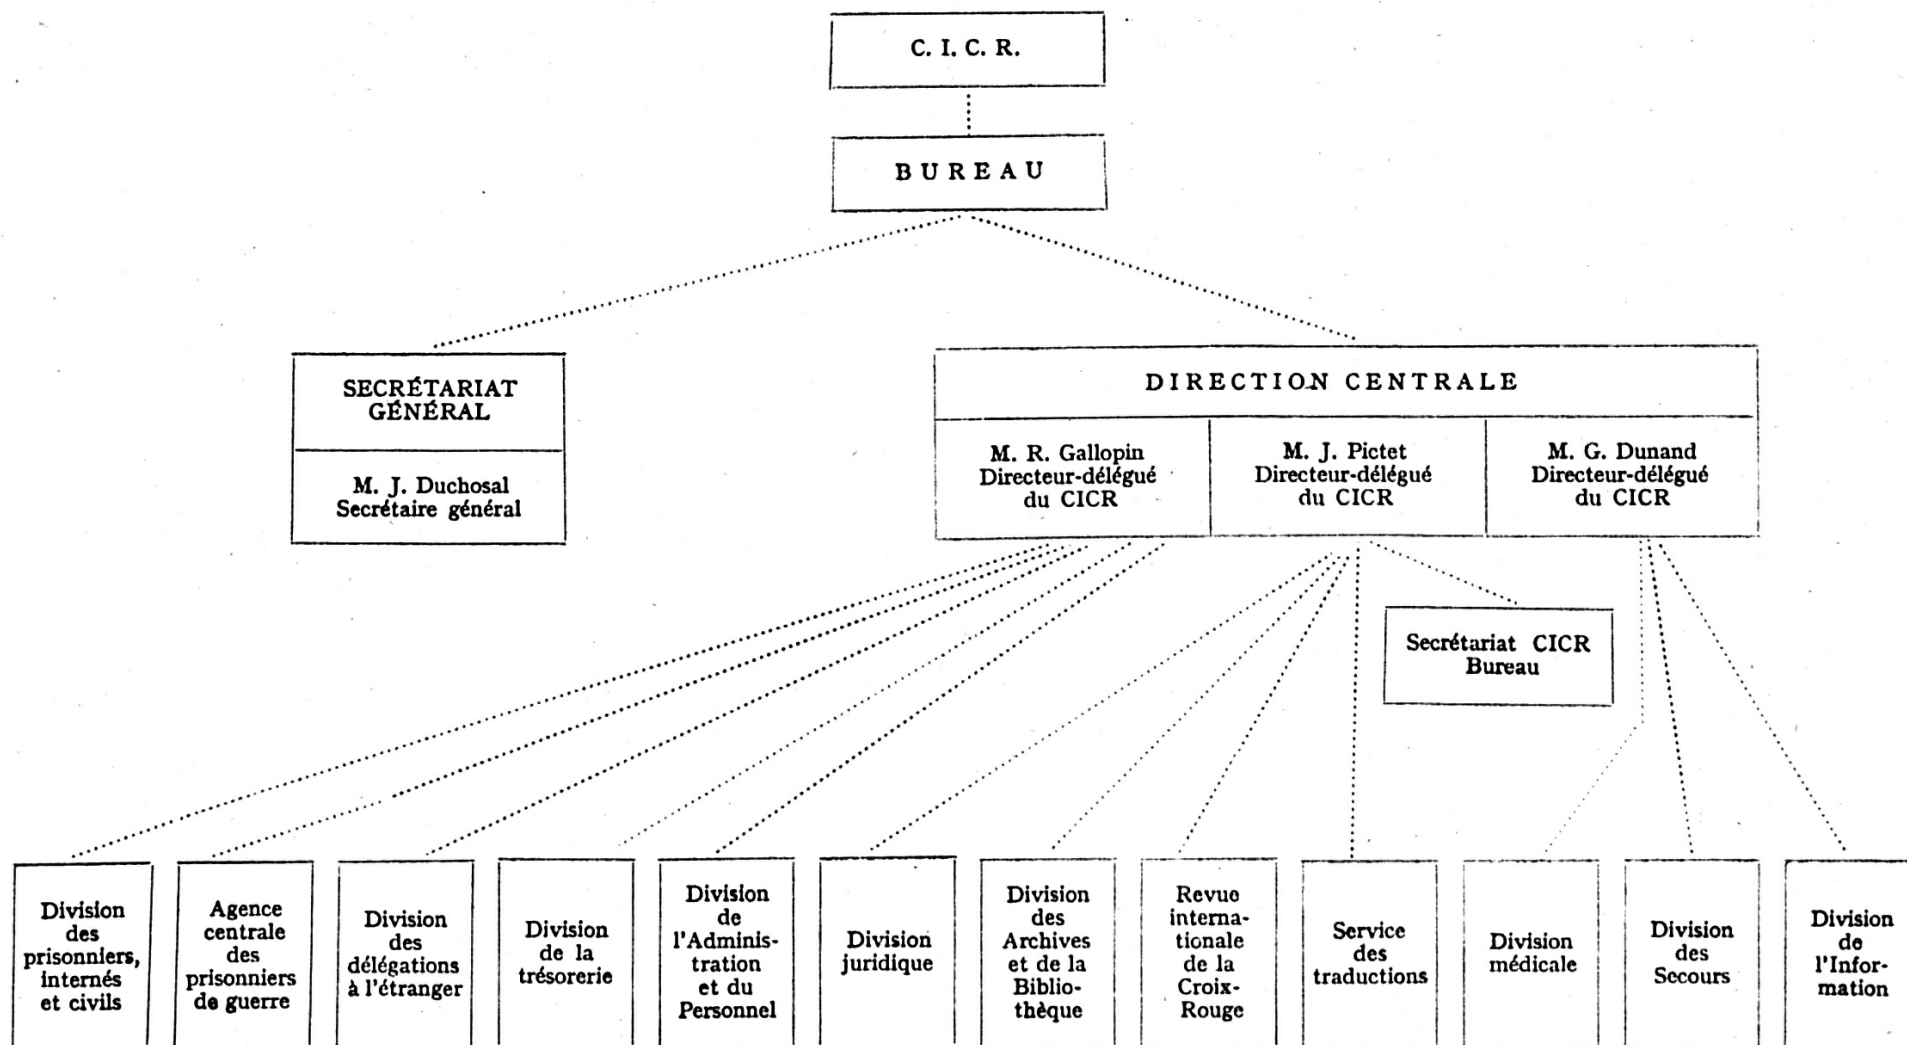 C. I. C. R.
BUREAU
SECRÉTARIAT
GÉNÉRAL
M. J. Duchosal
Secrétaire général
DIRECTION CENTRALE
M. R. Gallopin
Directeur-délégué
du CICR
M. J. Pictet
Directeur-délégué
du CICR
M. G. Dunand
Directeur-délégué
du CICR
Secrétariat CICR
Bureau
Division
des
prisonniers,
internés
et civils
Agence
centrale
des
prisonniers
de guerre
Division
des
délégations
à l'étranger
Division
de la
trésorerie
Division
de
l'Adminis-
tration
et du
Personnel
Division
juridique
Division
des
Archives
et de la
Biblio-
thèque
Revue
interna-
tionale
de la
Croix-
Rouge
Service
des
traductions
Division
médicale
Division
des
Secours
Division
de
l'Infor-
mation